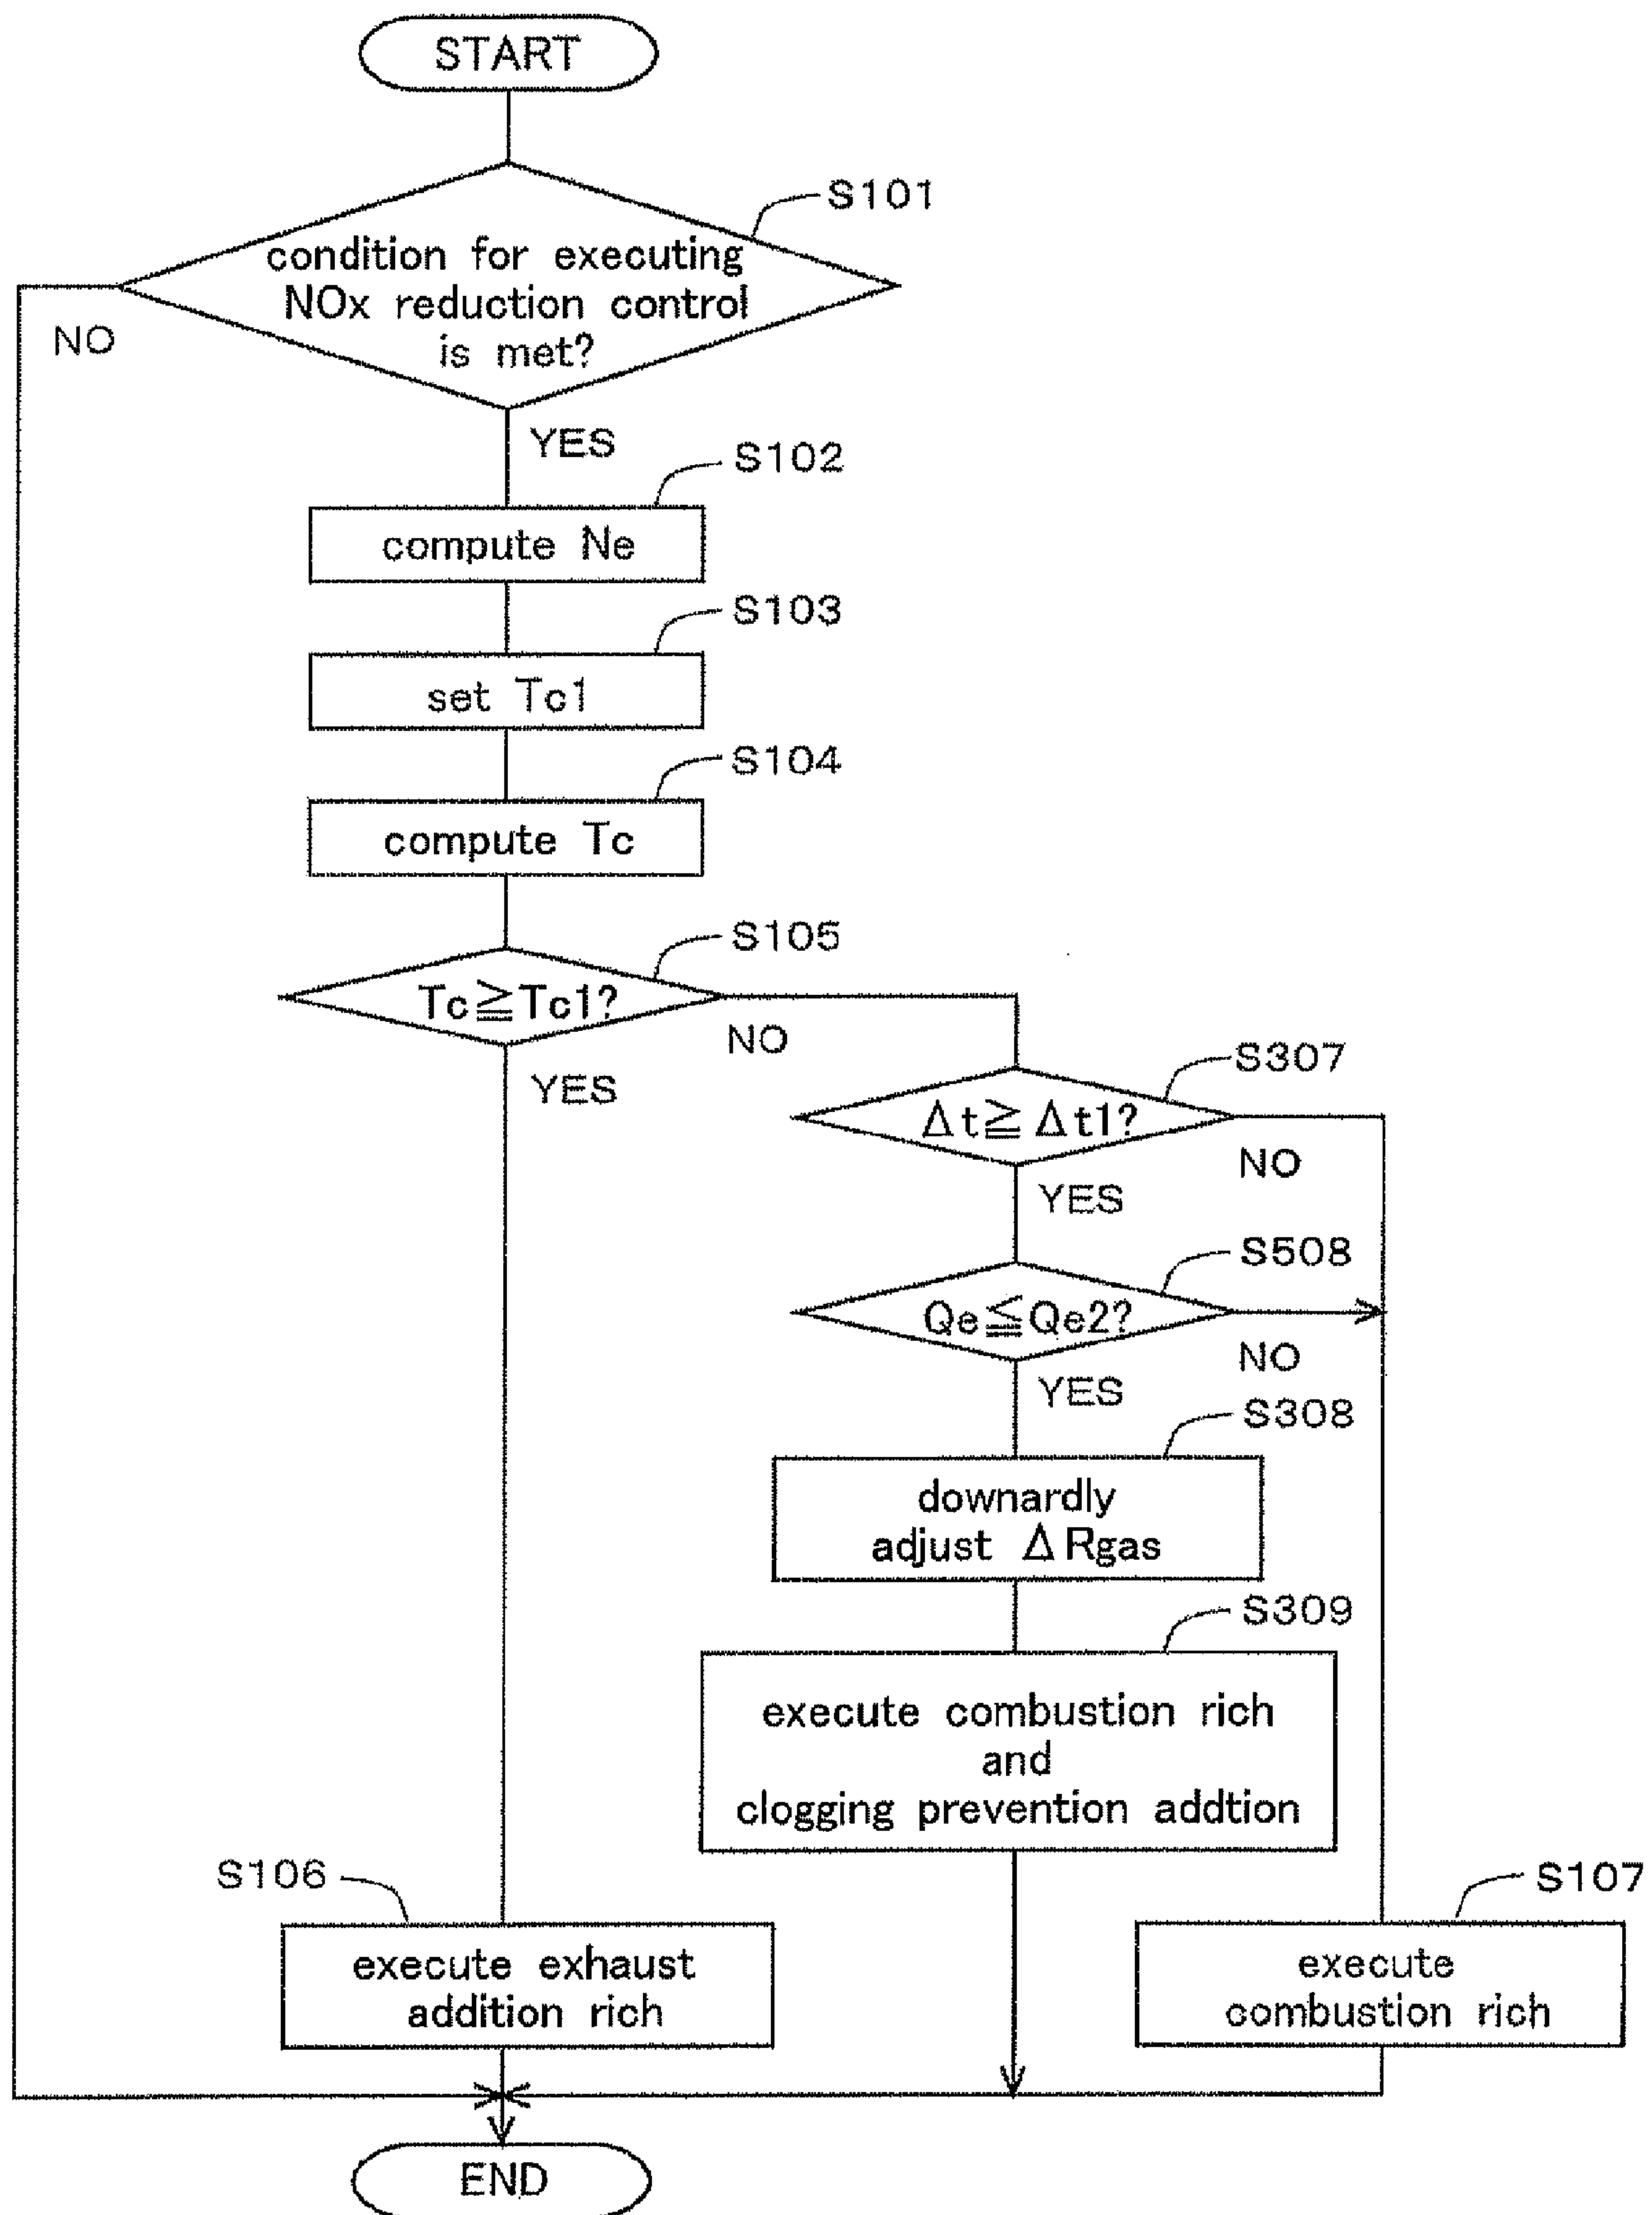 START
S101
condition for executing
NOx reduction control
is met?
NO
YES
S102
compute Ne
S103
set Tc1
S104
compute Tc
S105
Tc≧Tc1?
NO
YES
S307
Δt≧Δt1?
NO
YES
S508
Qe≦Qe2?
NO
YES
S308
downardly
adjust ΔRgas
S309
execute combustion rich
and
clogging prevention addtion
S106
execute exhaust
addition rich
S107
execute
combustion rich
END